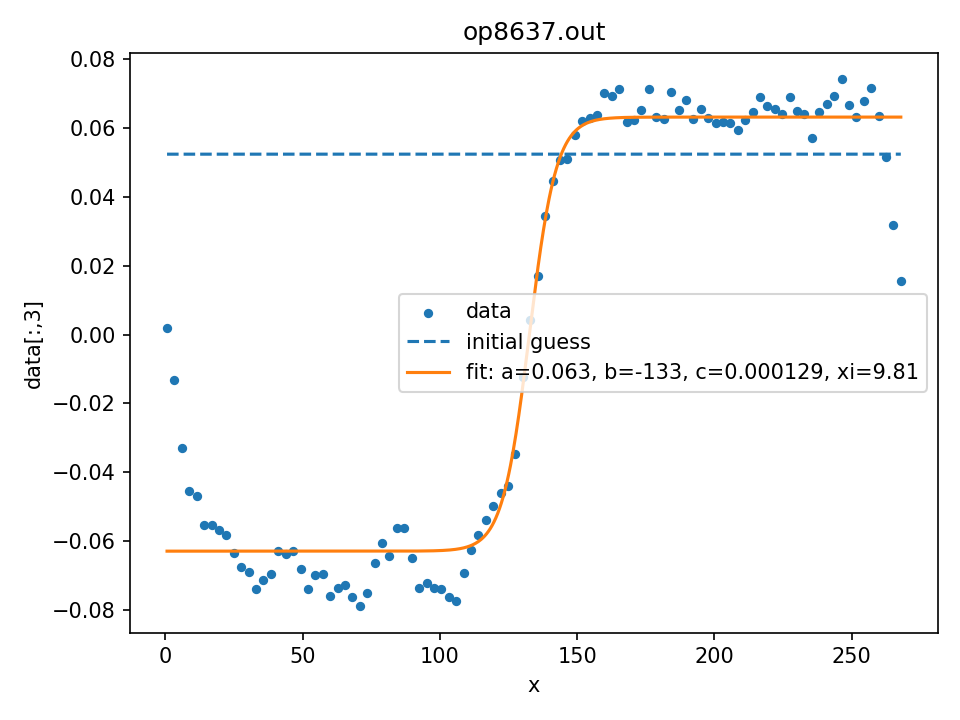 op8637.out
data[:,3]
0.08
0.06
0.04
0.02
0.00
−0.02
−0.04
−0.06
−0.08
data
initial guess
fit: a=0.063, b=-133, c=0.000129, xi=9.81
0 50 100 150 200 250
x